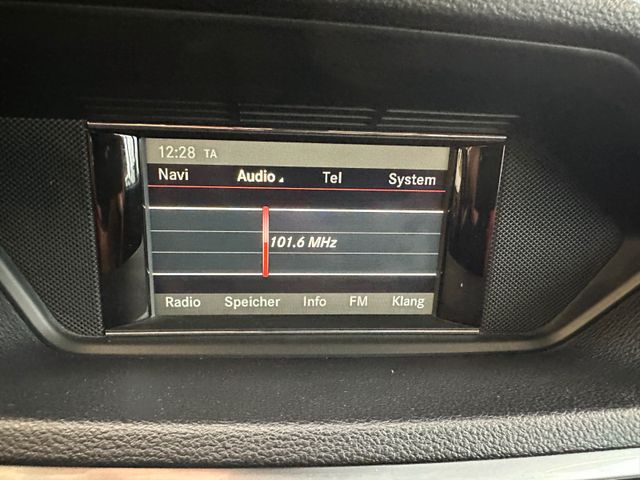 12:28 TA
Navi Audio Tel System
101.6 MHz
Radio Speicher Info FM Klang